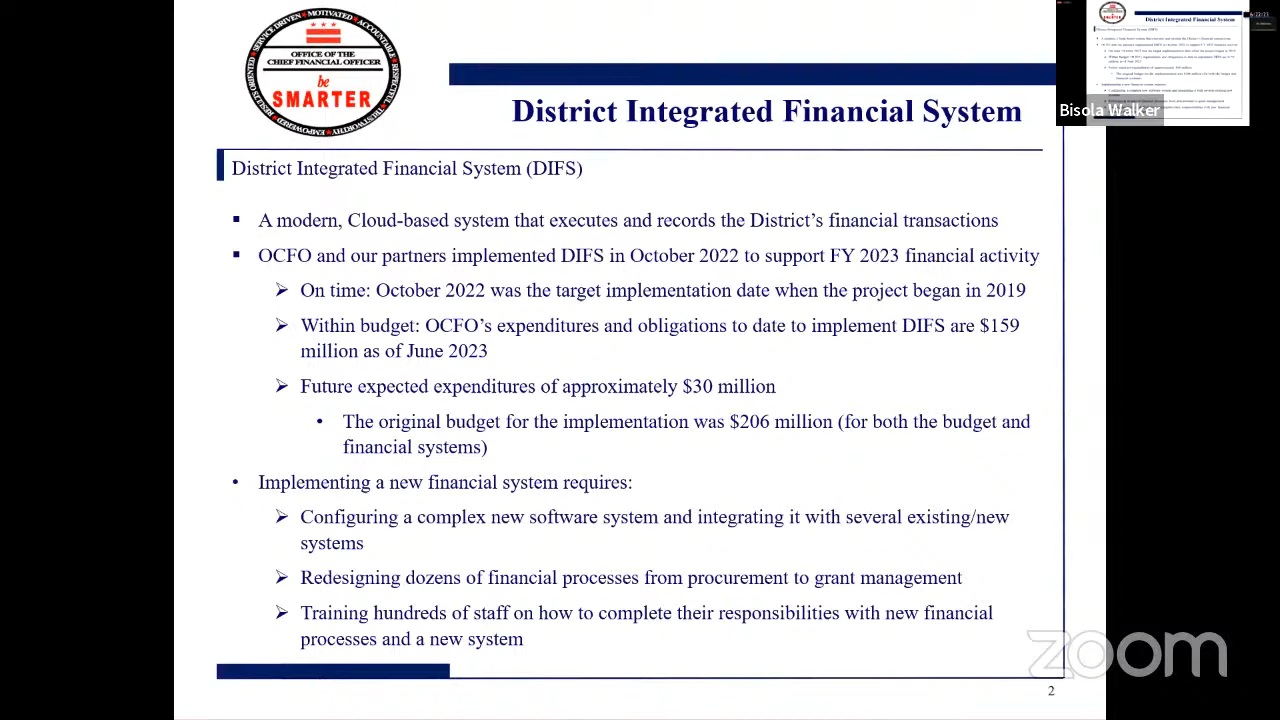 SERVICE DRIVEN ★ MOTIVATED ★ ACCOUNTABLE
OFFICE OF THE
CHIEF FINANCIAL OFFICER
be
SMARTER
District Integrated Financial System
Bisola Walker
District Integrated Financial System
District Integrated Financial System (DIFS)
▪ A modern, Cloud-based system that executes and records the District's financial transactions
▪ OCFO and our partners implemented DIFS in October 2022 to support FY 2023 financial activity
➢ On time: October 2022 was the target implementation date when the project began in 2019
➢ Within budget: OCFO's expenditures and obligations to date to implement DIFS are $159
million as of June 2023
➢ Future expected expenditures of approximately $30 million
• The original budget for the implementation was $206 million (for both the budget and
financial systems)
• Implementing a new financial system requires:
➢ Configuring a complex new software system and integrating it with several existing/new
systems
➢ Redesigning dozens of financial processes from procurement to grant management
➢ Training hundreds of staff on how to complete their responsibilities with new financial
processes and a new system
zoom
2